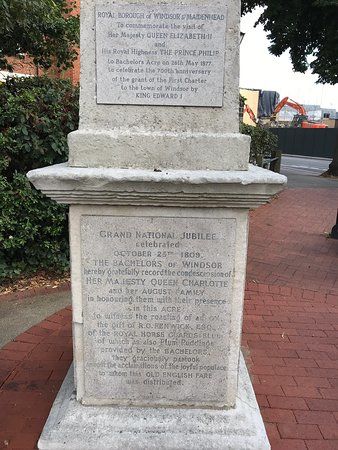 ROYAL BOROUGH of WINDSOR & MAIDENHEAD
To commemorate the visit of
Her Majesty QUEEN ELIZABETH II
and
His Royal Highness THE PRINCE PHILIP
to Bachelors Acre on 26th May 1977
to celebrate the 700th anniversary
of the grant of the First Charter
to the town of Windsor by
KING EDWARD I.
GRAND NATIONAL JUBILEE
celebrated
OCTOBER 25TH 1809.
THE BACHELORS of WINDSOR
hereby gratefully record the condescension of
HER MAJESTY QUEEN CHARLOTTE
and her AUGUST FAMILY
in honouring them with their presence
in this ACRE
to witness the roasting of an OX
the gift of R.O. FENWICK, ESQ.
of the ROYAL HORSE GUARDS BLUE
of which as also Plum Puddings
provided by the BACHELORS,
They graciously partook
amid the acclamations of the joyful populace
to whom this OLD ENGLISH FARE
was distributed.